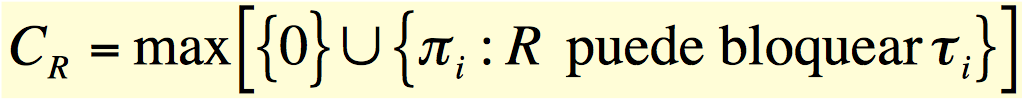 C_R = max[{0} ∪ {π_i : R puede bloquear τ_i}]